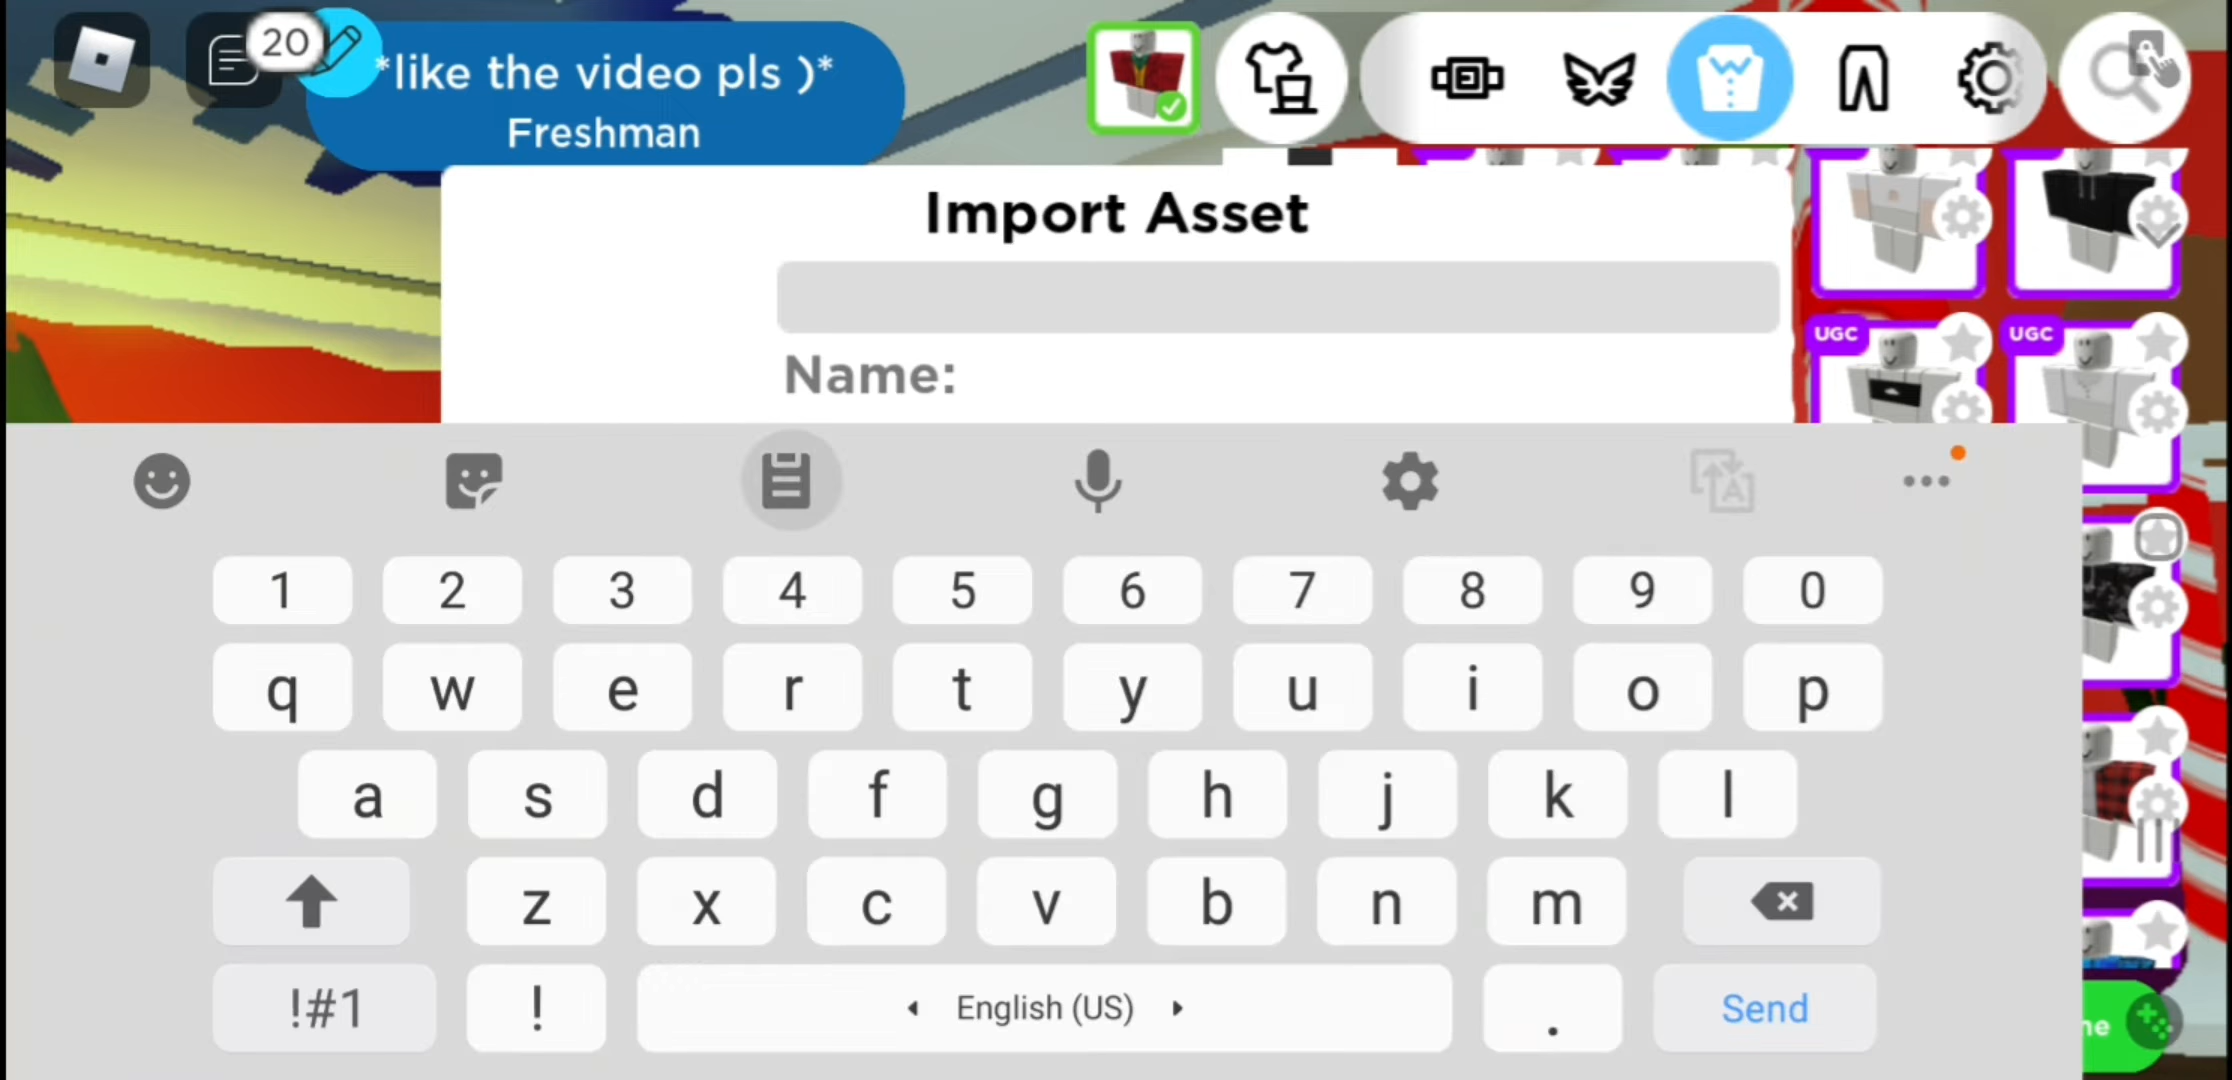 20
*like the video pls )*
Freshman
Import Asset
Name:
UGC
UGC
1 2 3 4 5 6 7 8 9 0
q w e r t y u i o p
a s d f g h j k l
z x c v b n m
!#1 ! English (US) . Send
ne